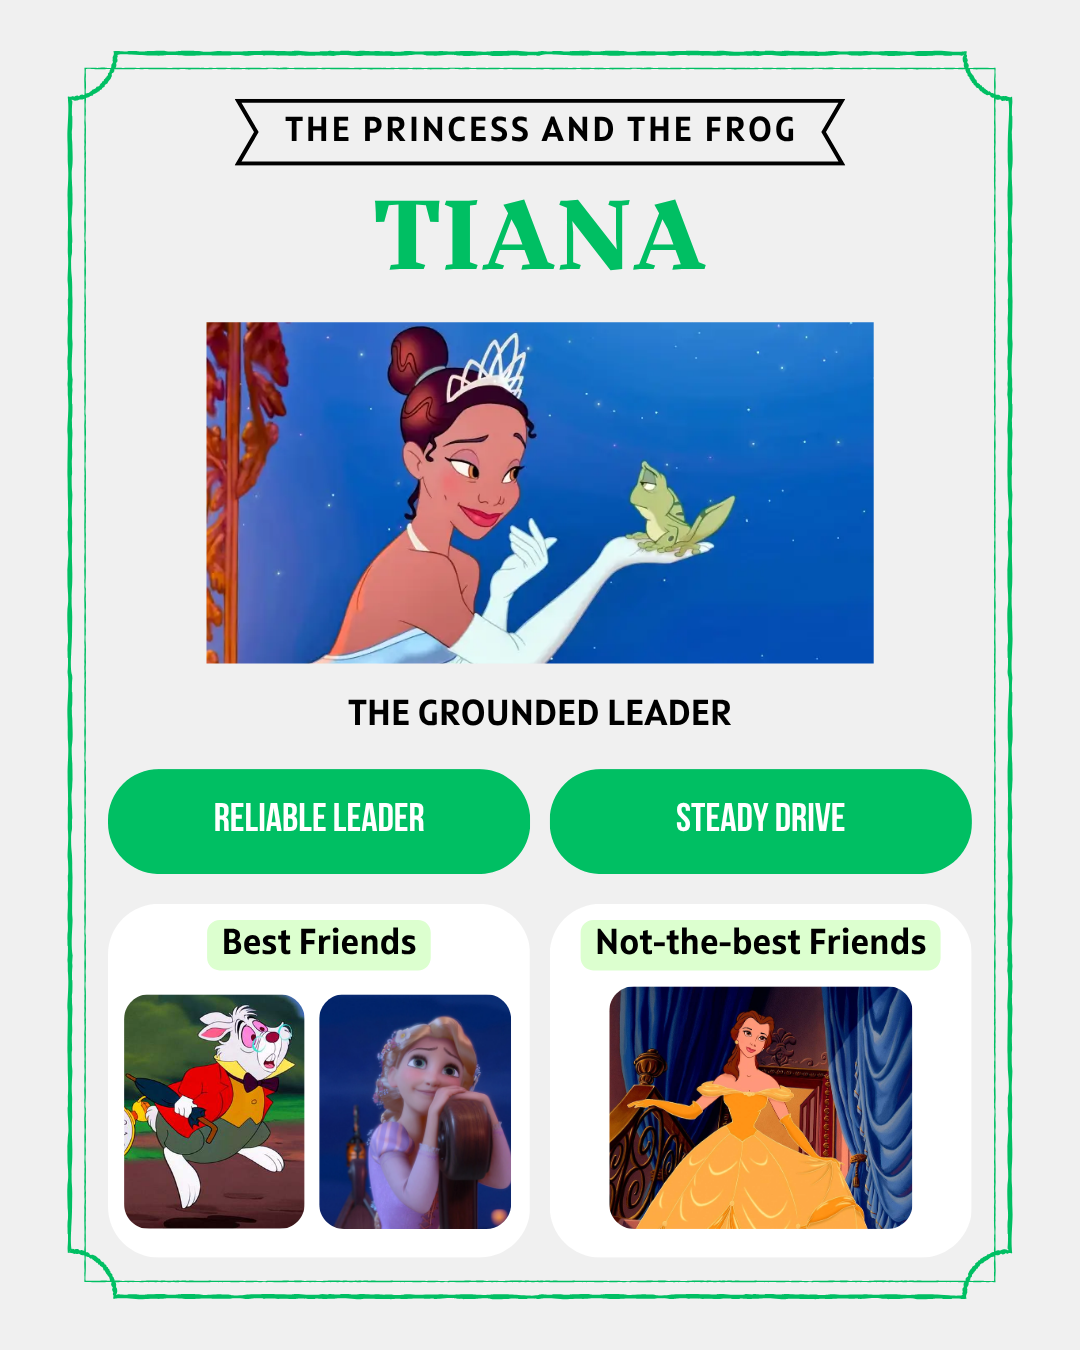 THE PRINCESS AND THE FROG
TIANA
THE GROUNDED LEADER
RELIABLE LEADER
STEADY DRIVE
Best Friends
Not-the-best Friends